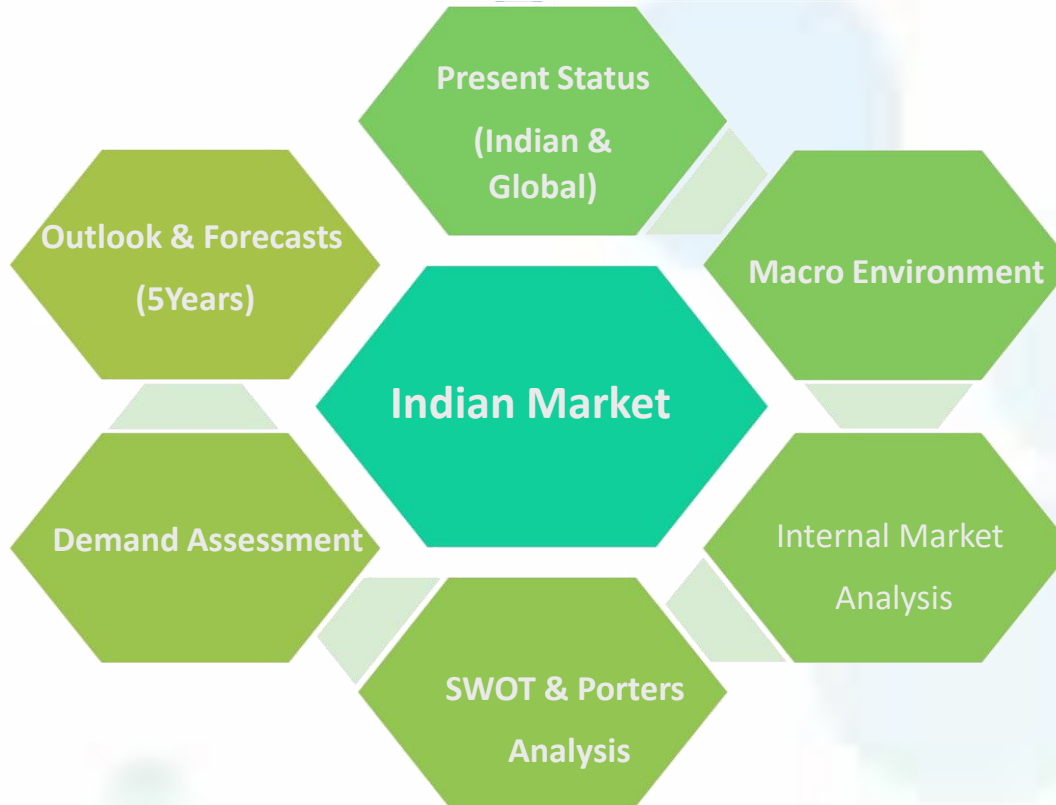 Present Status
(Indian &
Global)
Outlook & Forecasts
(5Years)
Macro Environment
Indian Market
Demand Assessment
Internal Market
Analysis
SWOT & Porters
Analysis